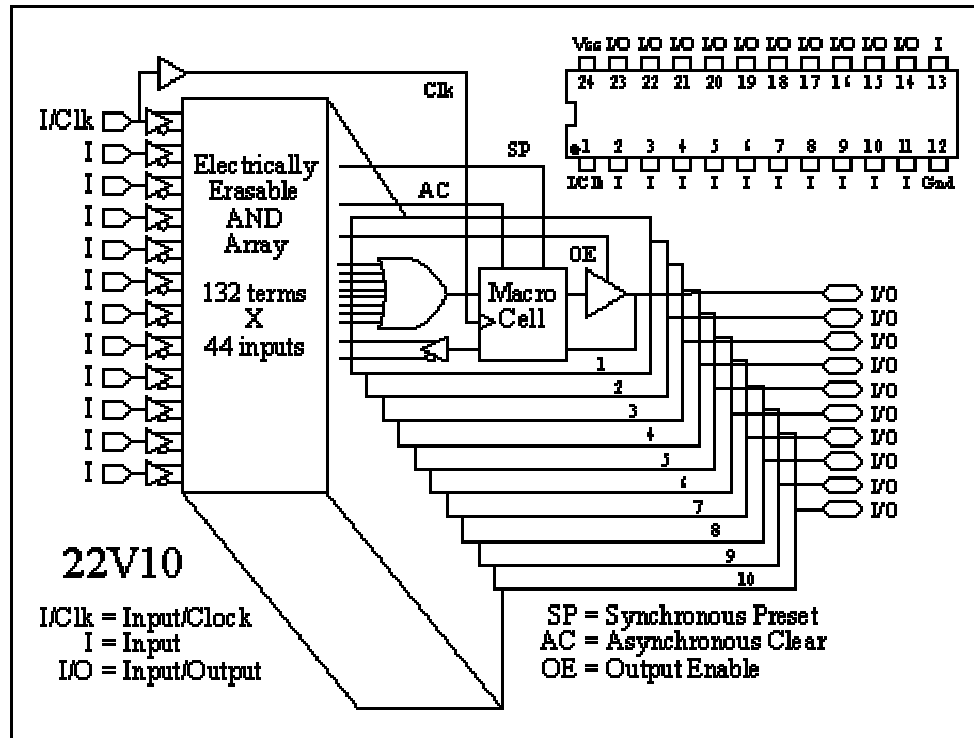 Vcc I/O I/O I/O I/O I/O I/O I/O I/O I/O I/O I
24 23 22 21 20 19 18 17 16 15 14 13
1 2 3 4 5 6 7 8 9 10 11 12
I/Clk I I I I I I I I I I Gnd
Clk
I/Clk
I
I
I
I
I
I
I
I
I
I
I
Electrically
Erasable
AND
Array
132 terms
X
44 inputs
SP
AC
OE
Macro
Cell
1
2
3
4
5
6
7
8
9
10
I/O
I/O
I/O
I/O
I/O
I/O
I/O
I/O
I/O
I/O
22V10
I/Clk = Input/Clock
I = Input
I/O = Input/Output
SP = Synchronous Preset
AC = Asynchronous Clear
OE = Output Enable